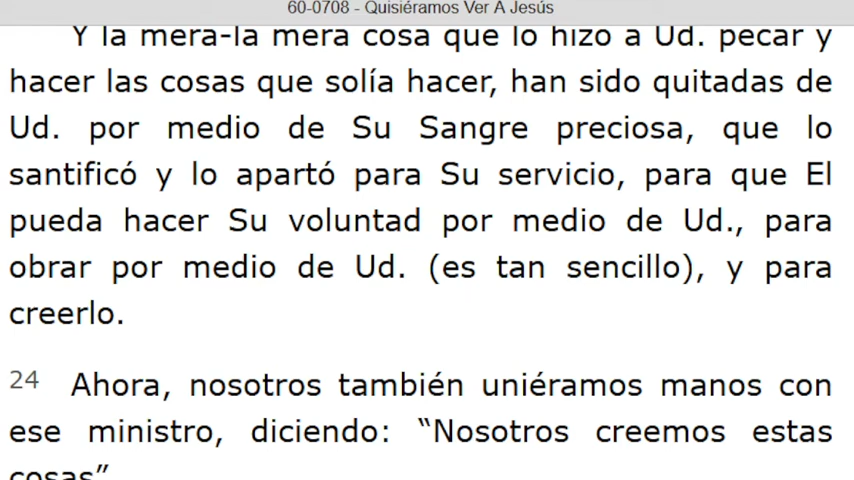 60-0708 - Quisiéramos Ver A Jesús
Y la mera-la mera cosa que lo hizo a Ud. pecar y
hacer las cosas que solía hacer, han sido quitadas de
Ud. por medio de Su Sangre preciosa, que lo
santificó y lo apartó para Su servicio, para que El
pueda hacer Su voluntad por medio de Ud., para
obrar por medio de Ud. (es tan sencillo), y para
creerlo.
24 Ahora, nosotros también uniéramos manos con
ese ministro, diciendo: “Nosotros creemos estas
cosas”